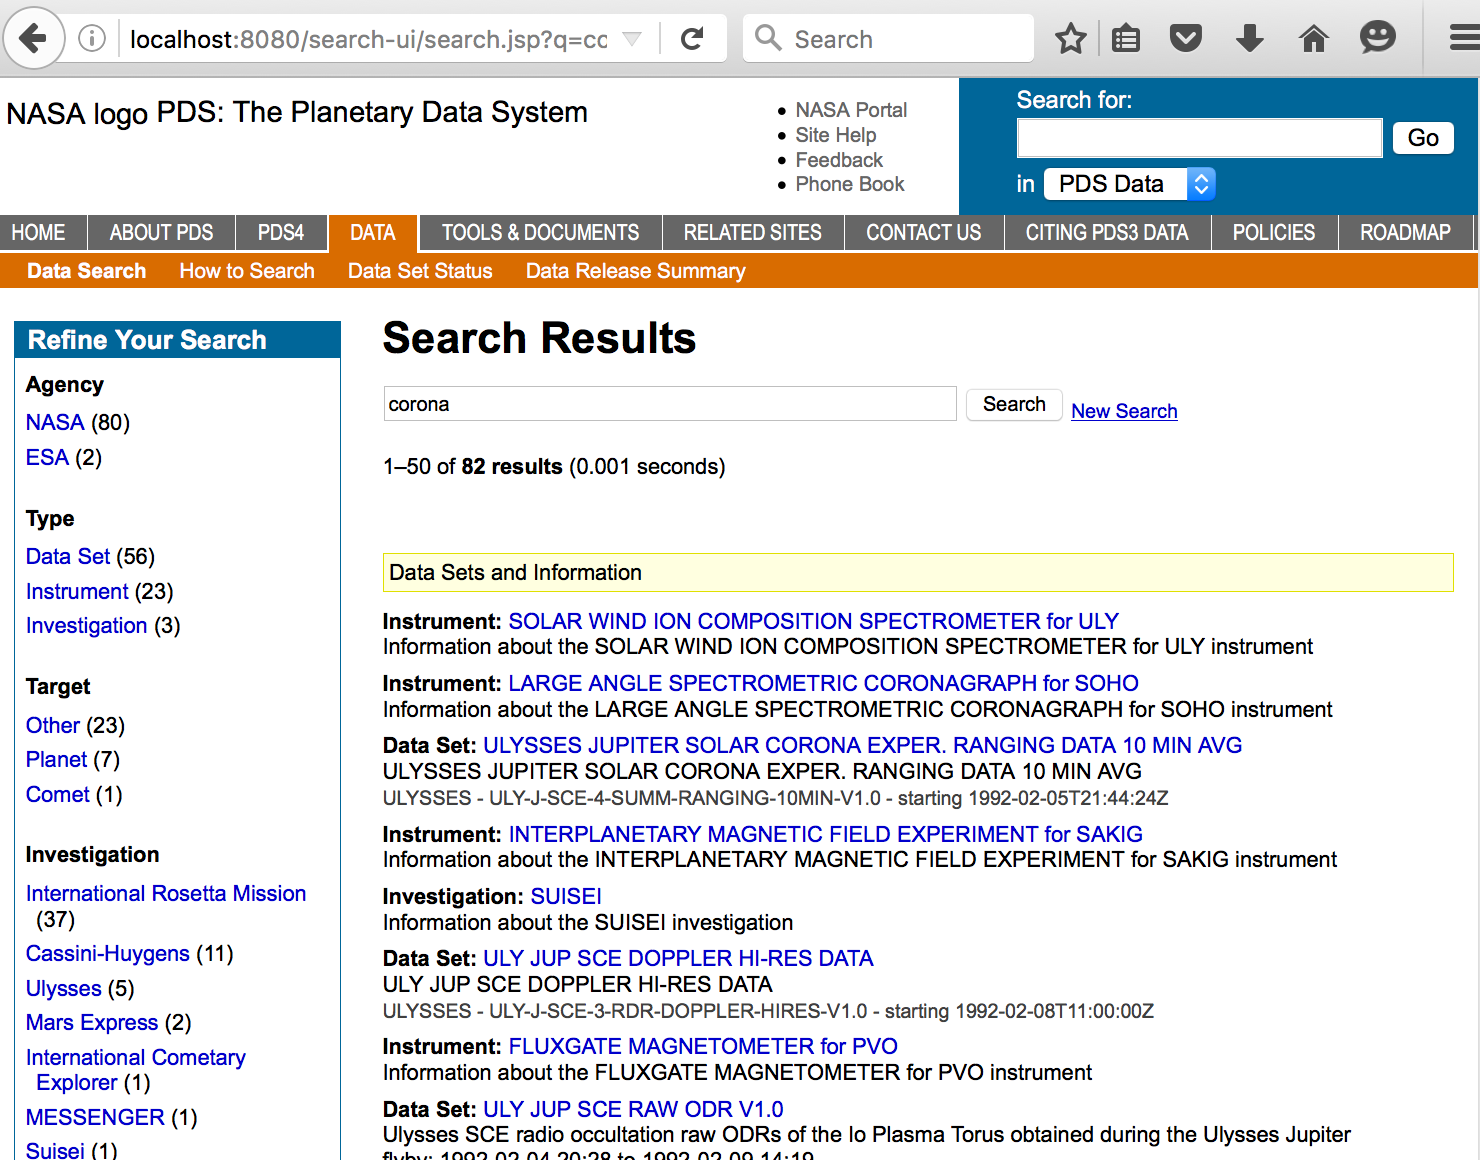 localhost:8080/search-ui/search.jsp?q=co
Search
NASA logo PDS: The Planetary Data System
NASA Portal
Site Help
Feedback
Phone Book
Search for:
Go
in PDS Data
HOME ABOUT PDS PDS4 DATA TOOLS & DOCUMENTS RELATED SITES CONTACT US CITING PDS3 DATA POLICIES ROADMAP
Data Search How to Search Data Set Status Data Release Summary
Refine Your Search
Agency
NASA (80)
ESA (2)
Type
Data Set (56)
Instrument (23)
Investigation (3)
Target
Other (23)
Planet (7)
Comet (1)
Investigation
International Rosetta Mission
(37)
Cassini-Huygens (11)
Ulysses (5)
Mars Express (2)
International Cometary
Explorer (1)
MESSENGER (1)
Suisei (1)
Search Results
corona
Search New Search
1–50 of 82 results (0.001 seconds)
Data Sets and Information
Instrument: SOLAR WIND ION COMPOSITION SPECTROMETER for ULY
Information about the SOLAR WIND ION COMPOSITION SPECTROMETER for ULY instrument
Instrument: LARGE ANGLE SPECTROMETRIC CORONAGRAPH for SOHO
Information about the LARGE ANGLE SPECTROMETRIC CORONAGRAPH for SOHO instrument
Data Set: ULYSSES JUPITER SOLAR CORONA EXPER. RANGING DATA 10 MIN AVG
ULYSSES JUPITER SOLAR CORONA EXPER. RANGING DATA 10 MIN AVG
ULYSSES - ULY-J-SCE-4-SUMM-RANGING-10MIN-V1.0 - starting 1992-02-05T21:44:24Z
Instrument: INTERPLANETARY MAGNETIC FIELD EXPERIMENT for SAKIG
Information about the INTERPLANETARY MAGNETIC FIELD EXPERIMENT for SAKIG instrument
Investigation: SUISEI
Information about the SUISEI investigation
Data Set: ULY JUP SCE DOPPLER HI-RES DATA
ULY JUP SCE DOPPLER HI-RES DATA
ULYSSES - ULY-J-SCE-3-RDR-DOPPLER-HIRES-V1.0 - starting 1992-02-08T11:00:00Z
Instrument: FLUXGATE MAGNETOMETER for PVO
Information about the FLUXGATE MAGNETOMETER for PVO instrument
Data Set: ULY JUP SCE RAW ODR V1.0
Ulysses SCE radio occultation raw ODRs of the Io Plasma Torus obtained during the Ulysses Jupiter
flyby: 1992-02-04 20:28 to 1992-02-09 14:19